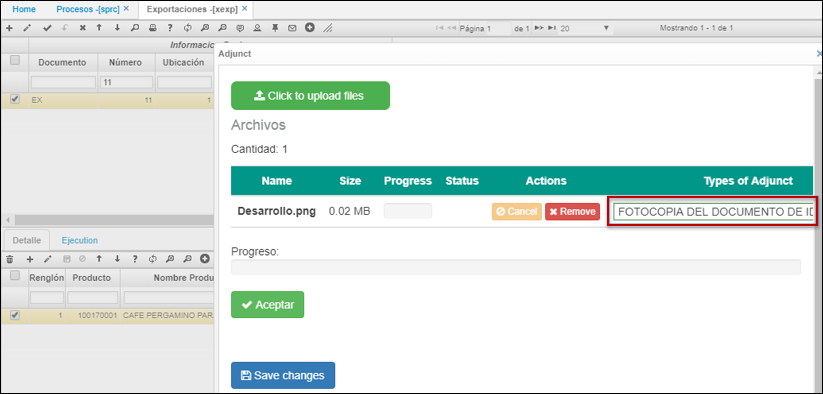 Home Procesos -[sprc] × Exportaciones -[xexp] ×
Página 1 de 1 20 Mostrando 1 - 1 de 1
Adjunct ×
Documento Número Ubicación
11
EX 11 1
Click to upload files
Archivos
Cantidad: 1
Name Size Progress Status Actions Types of Adjunct
Desarrollo.png 0.02 MB Cancel Remove FOTOCOPIA DEL DOCUMENTO DE ID
Detalle Ejecution
Progreso:
Renglón Producto Nombre Produ
1 100170001 CAFE PERGAMINO PAR
Aceptar
Save changes